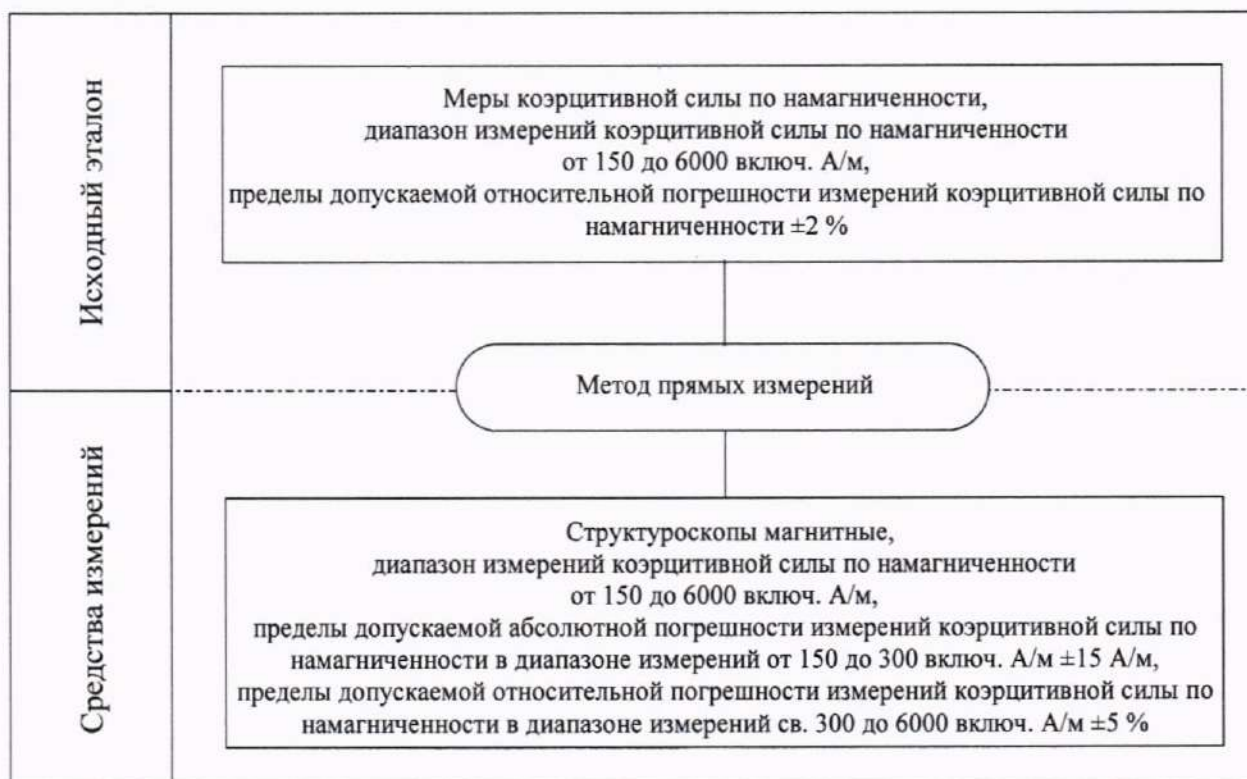 Исходный эталон
Меры коэрцитивной силы по намагниченности,
диапазон измерений коэрцитивной силы по намагниченности
от 150 до 6000 включ. А/м,
пределы допускаемой относительной погрешности измерений коэрцитивной силы по
намагниченности ±2 %
Метод прямых измерений
Средства измерений
Структуроскопы магнитные,
диапазон измерений коэрцитивной силы по намагниченности
от 150 до 6000 включ. А/м,
пределы допускаемой абсолютной погрешности измерений коэрцитивной силы по
намагниченности в диапазоне измерений от 150 до 300 включ. А/м ±15 А/м,
пределы допускаемой относительной погрешности измерений коэрцитивной силы по
намагниченности в диапазоне измерений св. 300 до 6000 включ. А/м ±5 %